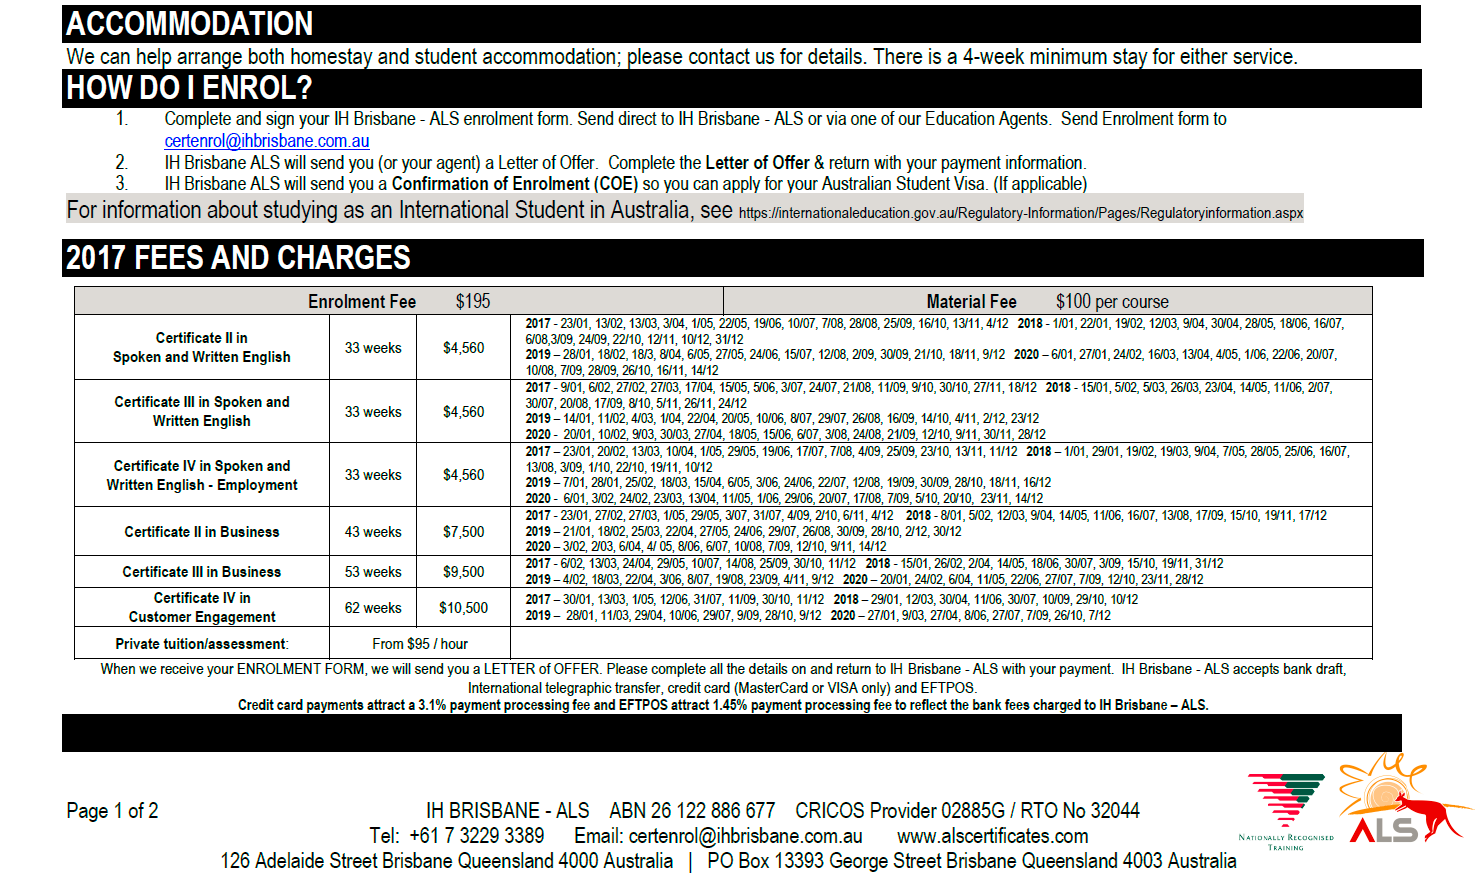 ACCOMMODATION
We can help arrange both homestay and student accommodation; please contact us for details. There is a 4-week minimum stay for either service.
HOW DO I ENROL?
1. Complete and sign your IH Brisbane - ALS enrolment form. Send direct to IH Brisbane - ALS or via one of our Education Agents. Send Enrolment form to
certenrol@ihbrisbane.com.au
2. IH Brisbane ALS will send you (or your agent) a Letter of Offer. Complete the Letter of Offer & return with your payment information.
3. IH Brisbane ALS will send you a Confirmation of Enrolment (COE) so you can apply for your Australian Student Visa. (If applicable)
For information about studying as an International Student in Australia, see https://internationaleducation.gov.au/Regulatory-Information/Pages/Regulatoryinformation.aspx
2017 FEES AND CHARGES
Enrolment Fee $195 Material Fee $100 per course
Certificate II in
Spoken and Written English
33 weeks
$4,560
2017 - 23/01, 13/02, 13/03, 3/04, 1/05, 22/05, 19/06, 10/07, 7/08, 28/08, 25/09, 16/10, 13/11, 4/12 2018 - 1/01, 22/01, 19/02, 12/03, 9/04, 30/04, 28/05, 18/06, 16/07,
6/08,3/09, 24/09, 22/10, 12/11, 10/12, 31/12
2019 – 28/01, 18/02, 18/3, 8/04, 6/05, 27/05, 24/06, 15/07, 12/08, 2/09, 30/09, 21/10, 18/11, 9/12 2020 – 6/01, 27/01, 24/02, 16/03, 13/04, 4/05, 1/06, 22/06, 20/07,
10/08, 7/09, 28/09, 26/10, 16/11, 14/12
Certificate III in Spoken and
Written English
33 weeks
$4,560
2017 - 9/01, 6/02, 27/02, 27/03, 17/04, 15/05, 5/06, 3/07, 24/07, 21/08, 11/09, 9/10, 30/10, 27/11, 18/12 2018 - 15/01, 5/02, 5/03, 26/03, 23/04, 14/05, 11/06, 2/07,
30/07, 20/08, 17/09, 8/10, 5/11, 26/11, 24/12
2019 – 14/01, 11/02, 4/03, 1/04, 22/04, 20/05, 10/06, 8/07, 29/07, 26/08, 16/09, 14/10, 4/11, 2/12, 23/12
2020 - 20/01, 10/02, 9/03, 30/03, 27/04, 18/05, 15/06, 6/07, 3/08, 24/08, 21/09, 12/10, 9/11, 30/11, 28/12
Certificate IV in Spoken and
Written English - Employment
33 weeks
$4,560
2017 – 23/01, 20/02, 13/03, 10/04, 1/05, 29/05, 19/06, 17/07, 7/08, 4/09, 25/09, 23/10, 13/11, 11/12 2018 – 1/01, 29/01, 19/02, 19/03, 9/04, 7/05, 28/05, 25/06, 16/07,
13/08, 3/09, 1/10, 22/10, 19/11, 10/12
2019 – 7/01, 28/01, 25/02, 18/03, 15/04, 6/05, 3/06, 24/06, 22/07, 12/08, 19/09, 30/09, 28/10, 18/11, 16/12
2020 - 6/01, 3/02, 24/02, 23/03, 13/04, 11/05, 1/06, 29/06, 20/07, 17/08, 7/09, 5/10, 20/10, 23/11, 14/12
Certificate II in Business
43 weeks
$7,500
2017 - 23/01, 27/02, 27/03, 1/05, 29/05, 3/07, 31/07, 4/09, 2/10, 6/11, 4/12 2018 - 8/01, 5/02, 12/03, 9/04, 14/05, 11/06, 16/07, 13/08, 17/09, 15/10, 19/11, 17/12
2019 – 21/01, 18/02, 25/03, 22/04, 27/05, 24/06, 29/07, 26/08, 30/09, 28/10, 2/12, 30/12
2020 – 3/02, 2/03, 6/04, 4/ 05, 8/06, 6/07, 10/08, 7/09, 12/10, 9/11, 14/12
Certificate III in Business
53 weeks
$9,500
2017 - 6/02, 13/03, 24/04, 29/05, 10/07, 14/08, 25/09, 30/10, 11/12 2018 - 15/01, 26/02, 2/04, 14/05, 18/06, 30/07, 3/09, 15/10, 19/11, 31/12
2019 – 4/02, 18/03, 22/04, 3/06, 8/07, 19/08, 23/09, 4/11, 9/12 2020 – 20/01, 24/02, 6/04, 11/05, 22/06, 27/07, 7/09, 12/10, 23/11, 28/12
Certificate IV in
Customer Engagement
62 weeks
$10,500
2017 – 30/01, 13/03, 1/05, 12/06, 31/07, 11/09, 30/10, 11/12 2018 – 29/01, 12/03, 30/04, 11/06, 30/07, 10/09, 29/10, 10/12
2019 – 28/01, 11/03, 29/04, 10/06, 29/07, 9/09, 28/10, 9/12 2020 – 27/01, 9/03, 27/04, 8/06, 27/07, 7/09, 26/10, 7/12
Private tuition/assessment:
From $95 / hour
When we receive your ENROLMENT FORM, we will send you a LETTER of OFFER. Please complete all the details on and return to IH Brisbane - ALS with your payment. IH Brisbane - ALS accepts bank draft,
International telegraphic transfer, credit card (MasterCard or VISA only) and EFTPOS.
Credit card payments attract a 3.1% payment processing fee and EFTPOS attract 1.45% payment processing fee to reflect the bank fees charged to IH Brisbane – ALS.
Page 1 of 2
IH BRISBANE - ALS ABN 26 122 886 677 CRICOS Provider 02885G / RTO No 32044
Tel: +61 7 3229 3389 Email: certenrol@ihbrisbane.com.au www.alscertificates.com
126 Adelaide Street Brisbane Queensland 4000 Australia | PO Box 13393 George Street Brisbane Queensland 4003 Australia
NATIONALLY RECOGNISED
TRAINING
ALS